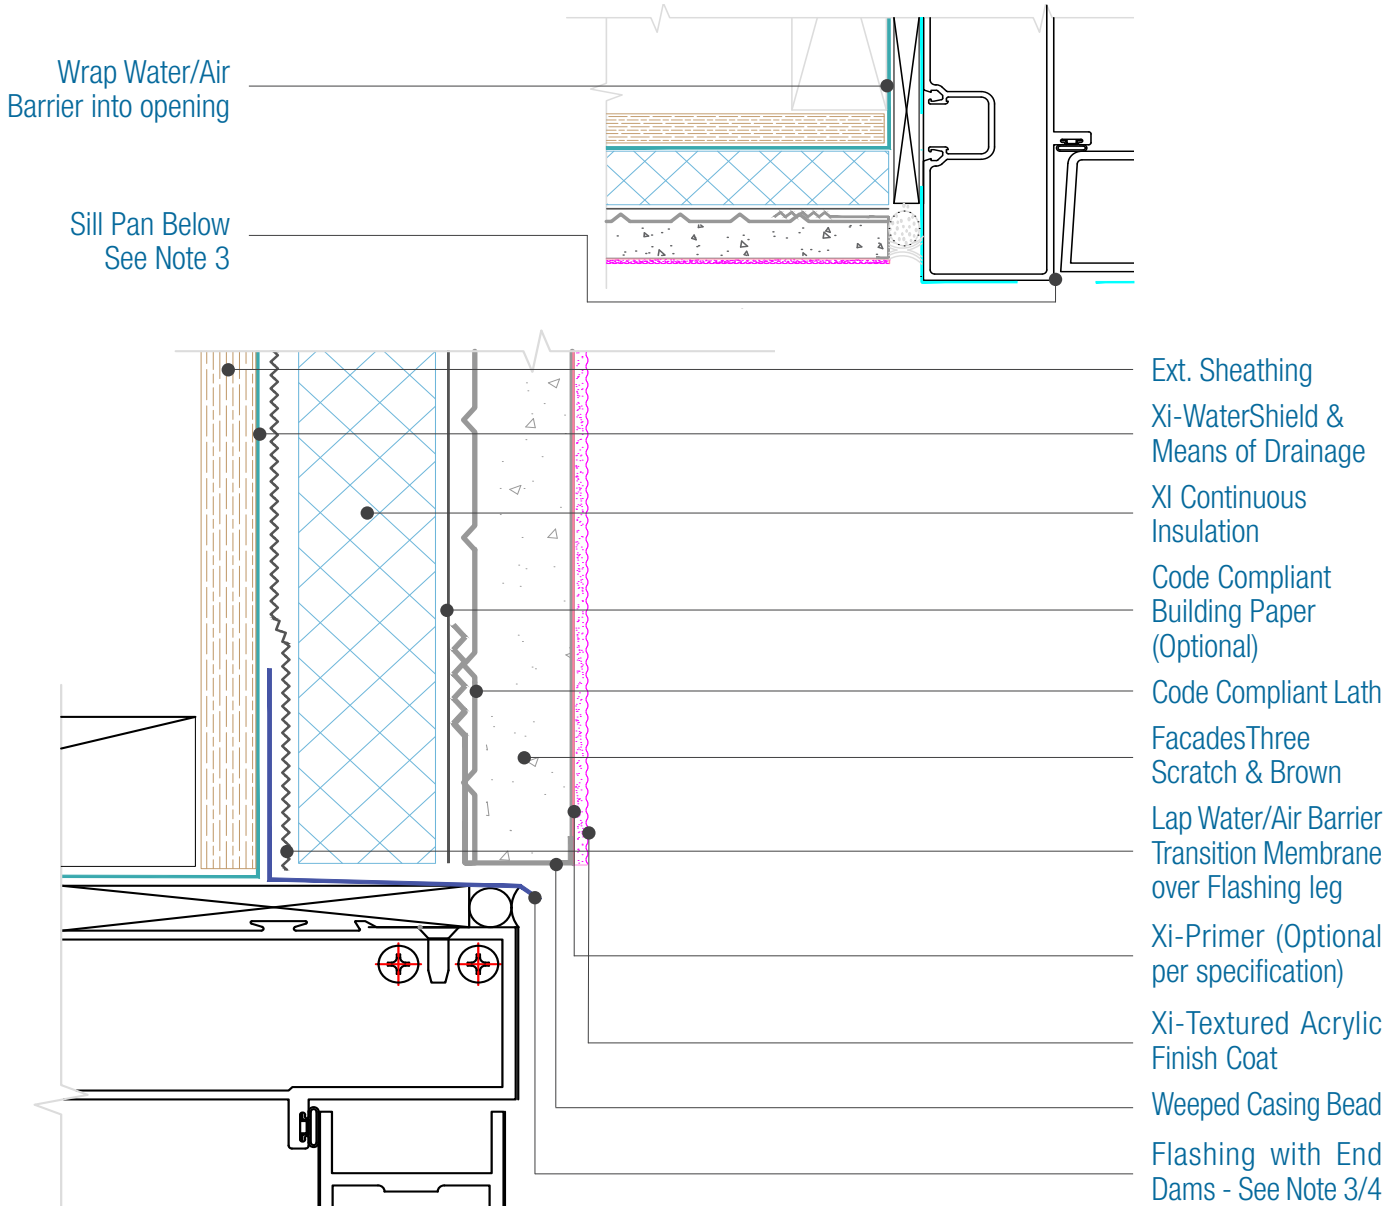 Wrap Water/Air
Barrier into opening
Sill Pan Below
See Note 3
Ext. Sheathing
Xi-WaterShield &
Means of Drainage
XI Continuous
Insulation
Code Compliant
Building Paper
(Optional)
Code Compliant Lath
FacadesThree
Scratch & Brown
Lap Water/Air Barrier
Transition Membrane
over Flashing leg
Xi-Primer (Optional
per specification)
Xi-Textured Acrylic
Finish Coat
Weeped Casing Bead
Flashing with End
Dams - See Note 3/4